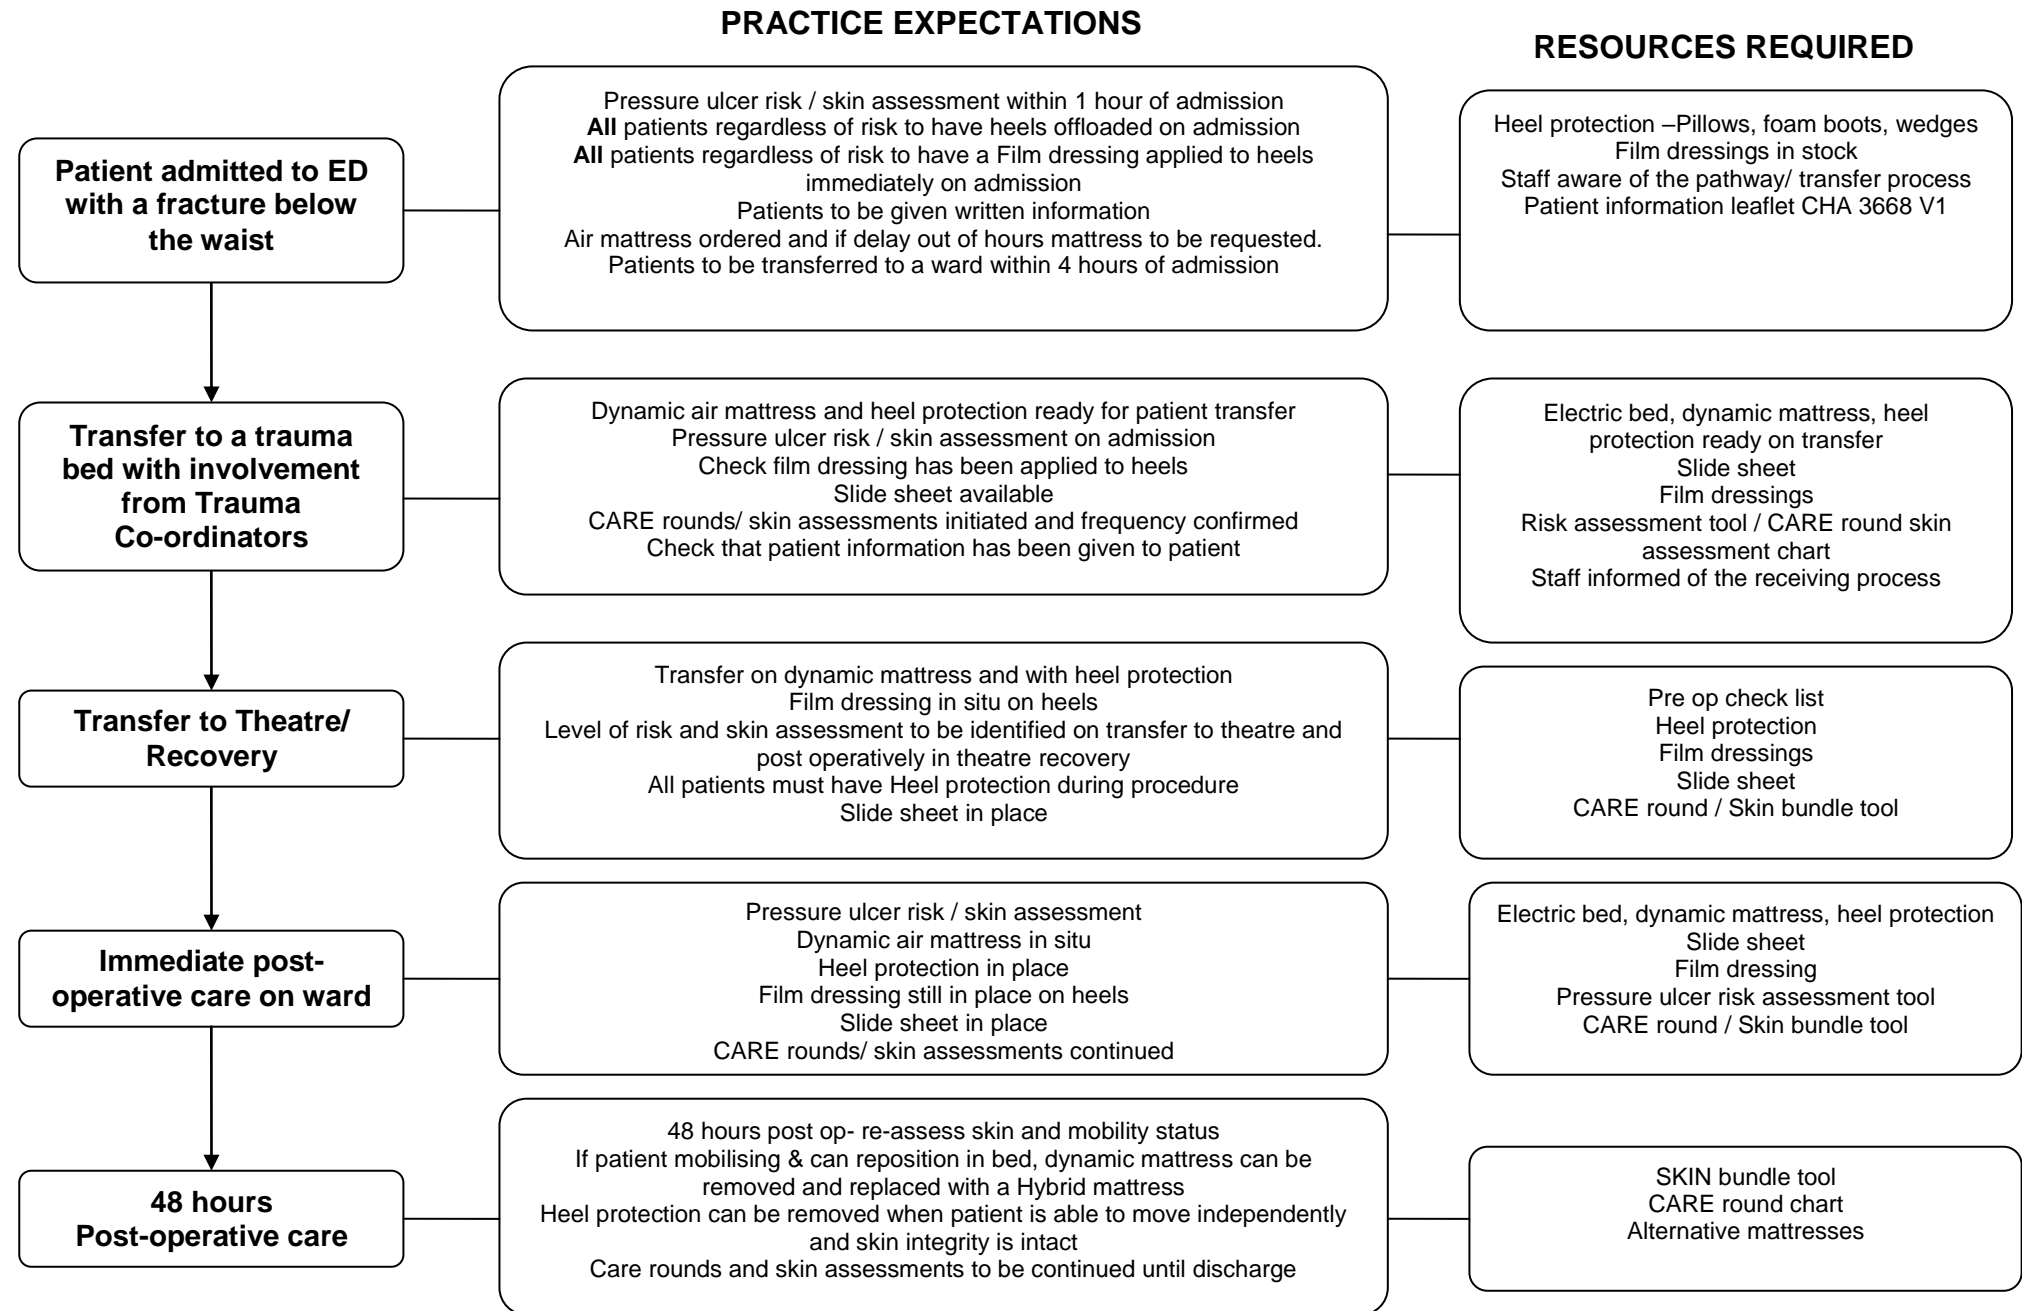 PRACTICE EXPECTATIONS
RESOURCES REQUIRED
Patient admitted to ED
with a fracture below
the waist
Pressure ulcer risk / skin assessment within 1 hour of admission
All patients regardless of risk to have heels offloaded on admission
All patients regardless of risk to have a Film dressing applied to heels
immediately on admission
Patients to be given written information
Air mattress ordered and if delay out of hours mattress to be requested.
Patients to be transferred to a ward within 4 hours of admission
Heel protection –Pillows, foam boots, wedges
Film dressings in stock
Staff aware of the pathway/ transfer process
Patient information leaflet CHA 3668 V1
Transfer to a trauma
bed with involvement
from Trauma
Co-ordinators
Dynamic air mattress and heel protection ready for patient transfer
Pressure ulcer risk / skin assessment on admission
Check film dressing has been applied to heels
Slide sheet available
CARE rounds/ skin assessments initiated and frequency confirmed
Check that patient information has been given to patient
Electric bed, dynamic mattress, heel
protection ready on transfer
Slide sheet
Film dressings
Risk assessment tool / CARE round skin
assessment chart
Staff informed of the receiving process
Transfer to Theatre/
Recovery
Transfer on dynamic mattress and with heel protection
Film dressing in situ on heels
Level of risk and skin assessment to be identified on transfer to theatre and
post operatively in theatre recovery
All patients must have Heel protection during procedure
Slide sheet in place
Pre op check list
Heel protection
Film dressings
Slide sheet
CARE round / Skin bundle tool
Immediate post-
operative care on ward
Pressure ulcer risk / skin assessment
Dynamic air mattress in situ
Heel protection in place
Film dressing still in place on heels
Slide sheet in place
CARE rounds/ skin assessments continued
Electric bed, dynamic mattress, heel protection
Slide sheet
Film dressing
Pressure ulcer risk assessment tool
CARE round / Skin bundle tool
48 hours
Post-operative care
48 hours post op- re-assess skin and mobility status
If patient mobilising & can reposition in bed, dynamic mattress can be
removed and replaced with a Hybrid mattress
Heel protection can be removed when patient is able to move independently
and skin integrity is intact
Care rounds and skin assessments to be continued until discharge
SKIN bundle tool
CARE round chart
Alternative mattresses